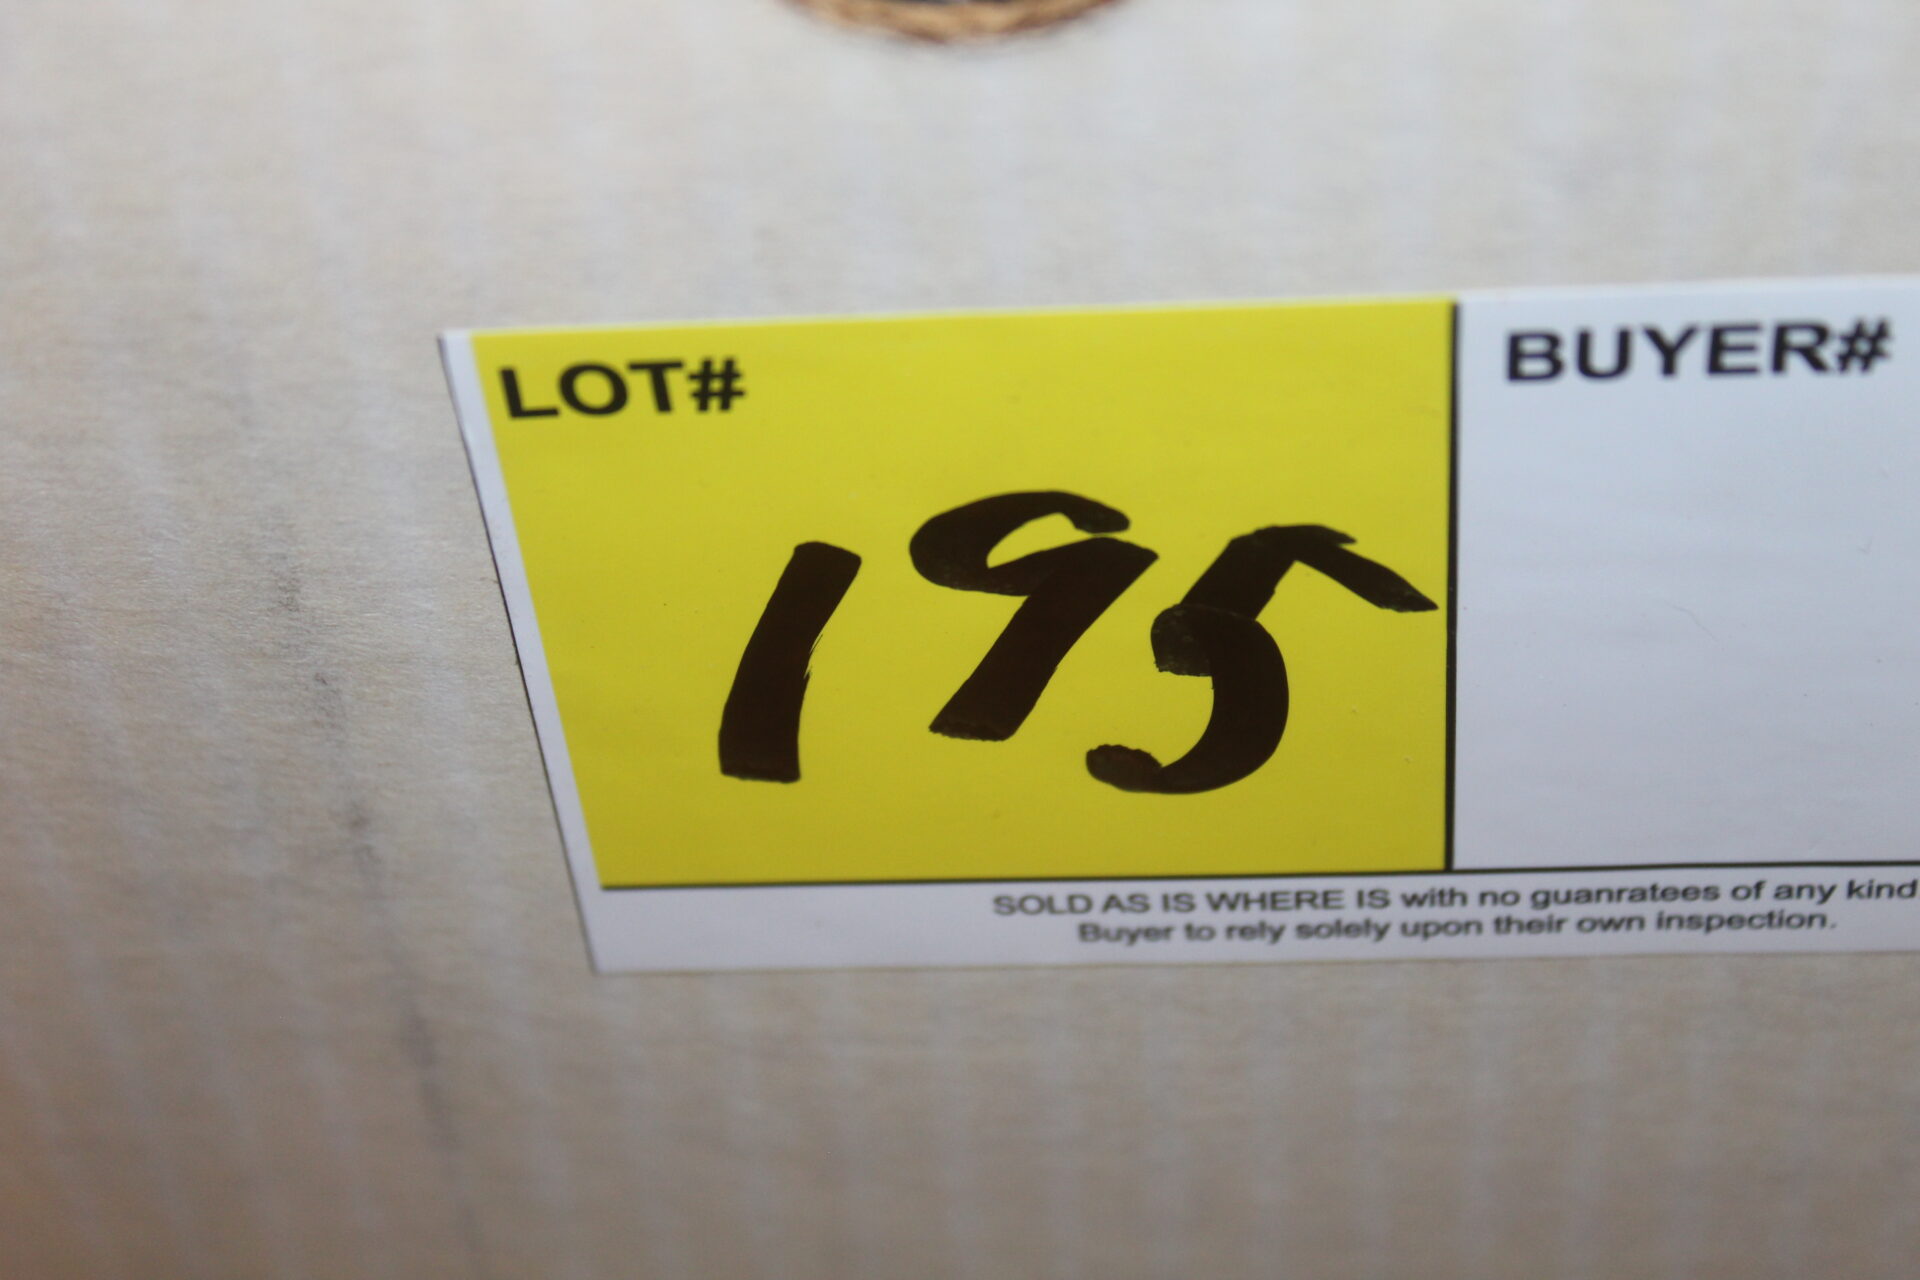 LOT# BUYER#
195
SOLD AS IS WHERE IS with no guanratees of any kind
Buyer to rely solely upon their own inspection.